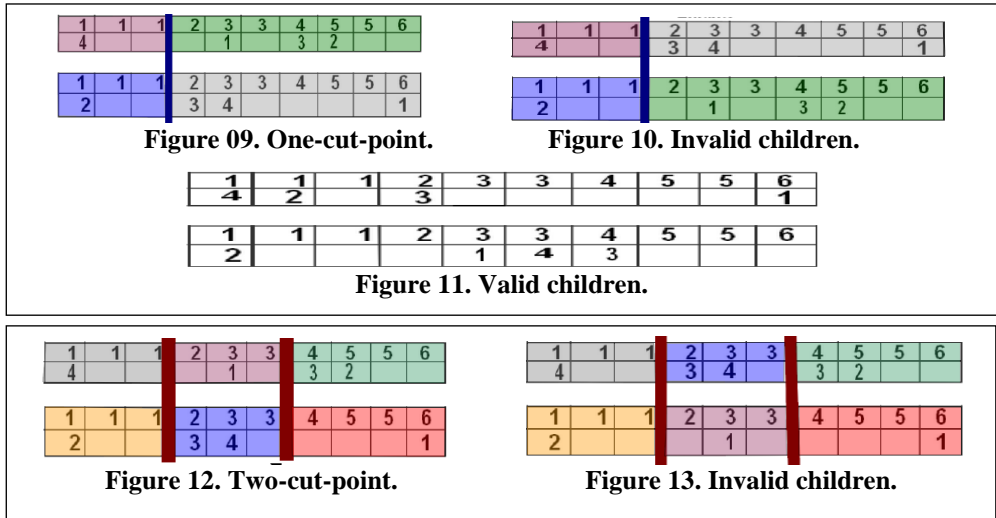 1 1 1 2 3 3 4 5 5 6
4 1 3 2
1 1 1 2 3 3 4 5 5 6
2 3 4 1
Figure 09. One-cut-point.
1 1 1 2 3 3 4 5 5 6
4 3 4 1
1 1 1 2 3 3 4 5 5 6
2 1 3 2
Figure 10. Invalid children.
1 1 1 2 3 3 4 5 5 6
4 2 3 1
1 1 1 2 3 3 4 5 5 6
2 1 4 3
Figure 11. Valid children.
1 1 1 2 3 3 4 5 5 6
4 1 3 2
1 1 1 2 3 3 4 5 5 6
2 3 4 1
Figure 12. Two-cut-point.
1 1 1 2 3 3 4 5 5 6
4 3 4 3 2
1 1 1 2 3 3 4 5 5 6
2 1 1
Figure 13. Invalid children.